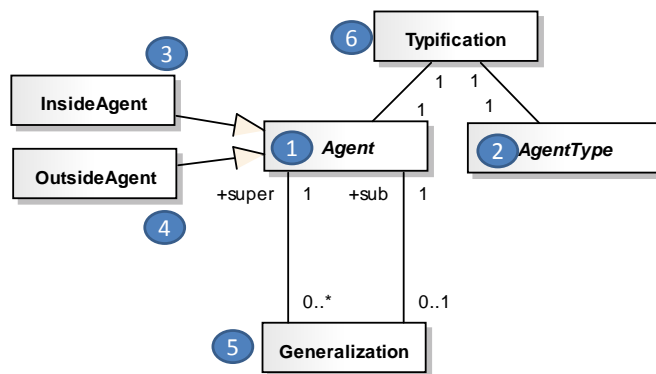 6
Typification
3
1
1
InsideAgent
1
1
1
Agent
2
AgentType
OutsideAgent
+super
1
+sub
1
4
0..*
0..1
5
Generalization